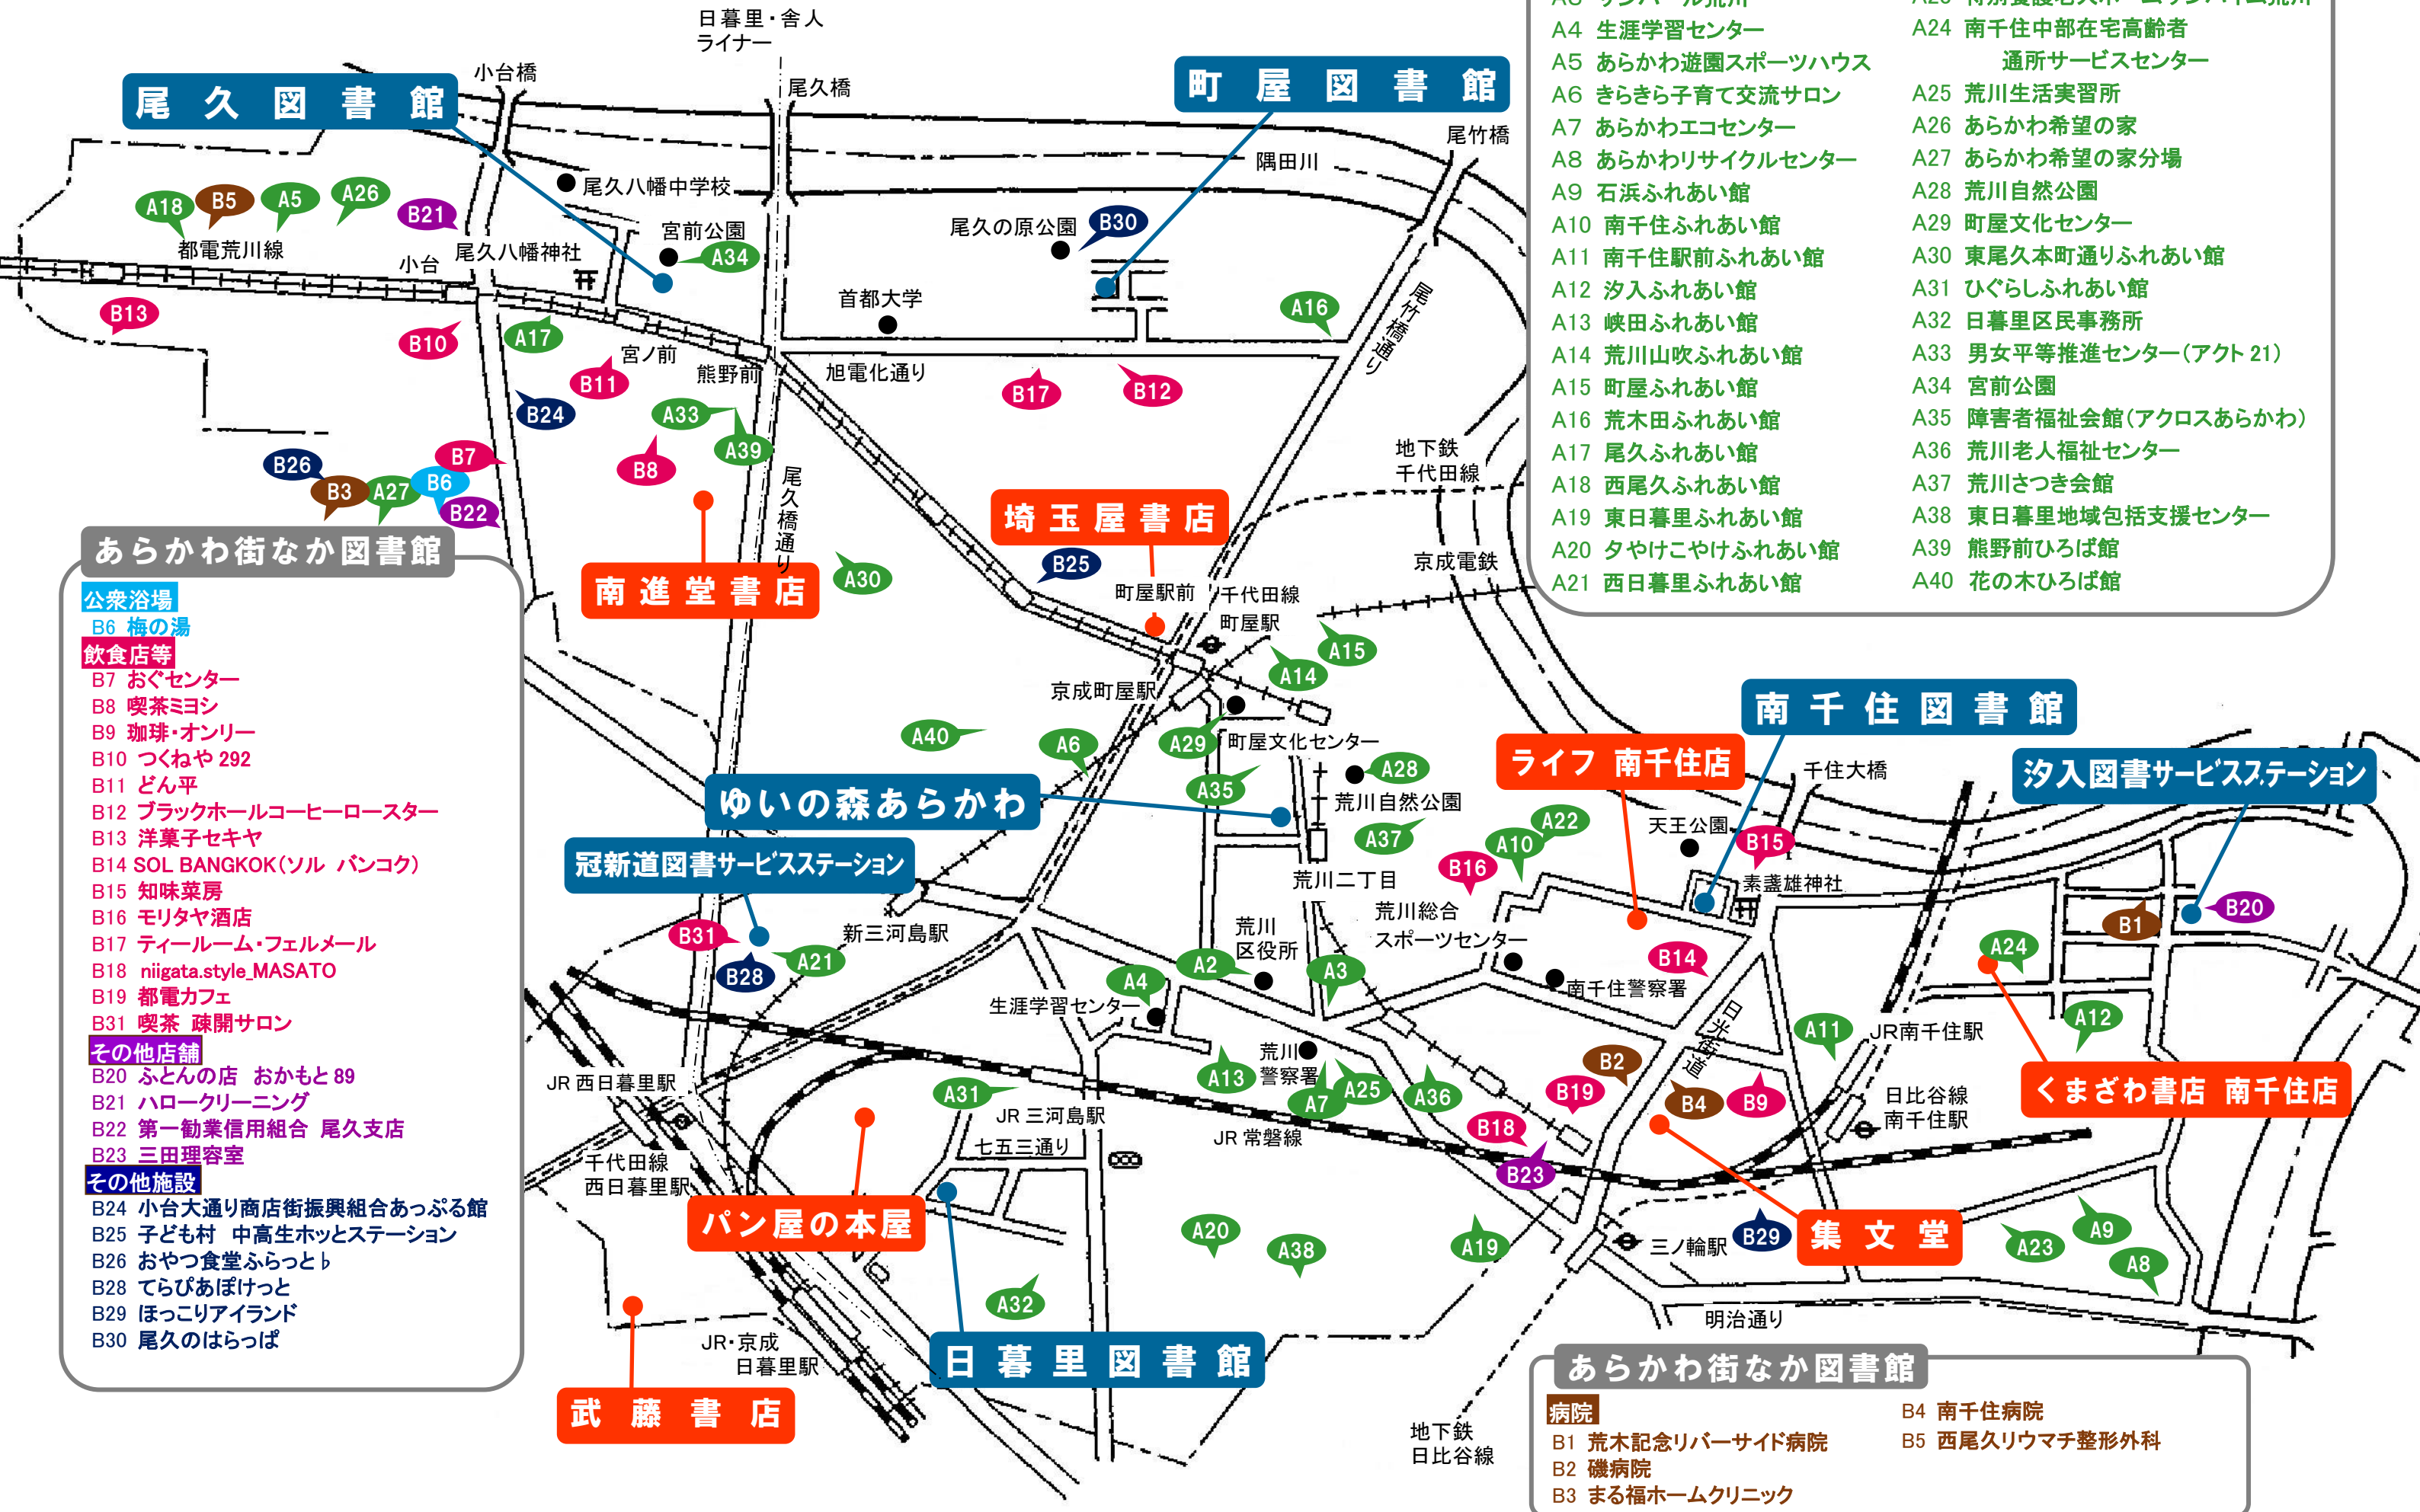 日暮里・舎人
ライナー
小台橋
尾久橋
尾久図書館
町屋図書館
尾竹橋
隅田川
尾久八幡中学校
A18
B5
A5
A26
B21
都電荒川線
小台
尾久八幡神社
宮前公園
A34
尾久の原公園
B30
首都大学
A16
尾竹橋通り
B13
B10
A17
宮ノ前
B11
熊野前
旭電化通り
B17
B12
B24
A33
A39
B8
B7
B26
B3
A27
B6
B22
尾久橋通り
地下鉄
千代田線
埼玉屋書店
B25
南進堂書店
A30
町屋駅前
千代田線
町屋駅
京成電鉄
A15
A14
京成町屋駅
A40
A6
A29
町屋文化センター
A35
A28
荒川自然公園
A37
ゆいの森あらかわ
冠新道図書サービスステーション
荒川二丁目
ライフ 南千住店
南千住図書館
汐入図書サービスステーション
千住大橋
天王公園
A22
A10
B16
B15
素盞雄神社
B1
B20
A24
B31
B28
A21
新三河島駅
荒川
区役所
A2
A3
A4
生涯学習センター
荒川総合
スポーツセンター
南千住警察署
B14
日光街道
A11
JR南千住駅
A12
くまざわ書店 南千住店
JR 西日暮里駅
A31
JR 三河島駅
七五三通り
A13
荒川
警察署
A7
A25
A36
JR 常磐線
B2
B19
B4
B9
B18
B23
日比谷線
南千住駅
千代田線
西日暮里駅
パン屋の本屋
A20
A38
A19
三ノ輪駅
B29
集文堂
A23
A9
A8
A32
明治通り
JR・京成
日暮里駅
日暮里図書館
武藤書店
地下鉄
日比谷線
A4 生涯学習センター
A5 あらかわ遊園スポーツハウス
A6 きらきら子育て交流サロン
A7 あらかわエコセンター
A8 あらかわリサイクルセンター
A9 石浜ふれあい館
A10 南千住ふれあい館
A11 南千住駅前ふれあい館
A12 汐入ふれあい館
A13 峡田ふれあい館
A14 荒川山吹ふれあい館
A15 町屋ふれあい館
A16 荒木田ふれあい館
A17 尾久ふれあい館
A18 西尾久ふれあい館
A19 東日暮里ふれあい館
A20 夕やけこやけふれあい館
A21 西日暮里ふれあい館
A24 南千住中部在宅高齢者
通所サービスセンター
A25 荒川生活実習所
A26 あらかわ希望の家
A27 あらかわ希望の家分場
A28 荒川自然公園
A29 町屋文化センター
A30 東尾久本町通りふれあい館
A31 ひぐらしふれあい館
A32 日暮里区民事務所
A33 男女平等推進センター（アクト21）
A34 宮前公園
A35 障害者福祉会館（アクロスあらかわ）
A36 荒川老人福祉センター
A37 荒川さつき会館
A38 東日暮里地域包括支援センター
A39 熊野前ひろば館
A40 花の木ひろば館
あらかわ街なか図書館
公衆浴場
B6 梅の湯
飲食店等
B7 おぐセンター
B8 喫茶ミヨシ
B9 珈琲・オンリー
B10 つくねや 292
B11 どん平
B12 ブラックホールコーヒーロースター
B13 洋菓子セキヤ
B14 SOL BANGKOK（ソル バンコク）
B15 知味菜房
B16 モリタヤ酒店
B17 ティールーム・フェルメール
B18 niigata.style_MASATO
B19 都電カフェ
B31 喫茶 疎開サロン
その他店舗
B20 ふとんの店 おかもと 89
B21 ハロークリーニング
B22 第一勧業信用組合 尾久支店
B23 三田理容室
その他施設
B24 小台大通り商店街振興組合あっぷる館
B25 子ども村 中高生ホッとステーション
B26 おやつ食堂ふらっと♭
B28 てらぴあぽけっと
B29 ほっこりアイランド
B30 尾久のはらっぱ
あらかわ街なか図書館
病院
B1 荒木記念リバーサイド病院
B2 磯病院
B3 まる福ホームクリニック
B4 南千住病院
B5 西尾久リウマチ整形外科